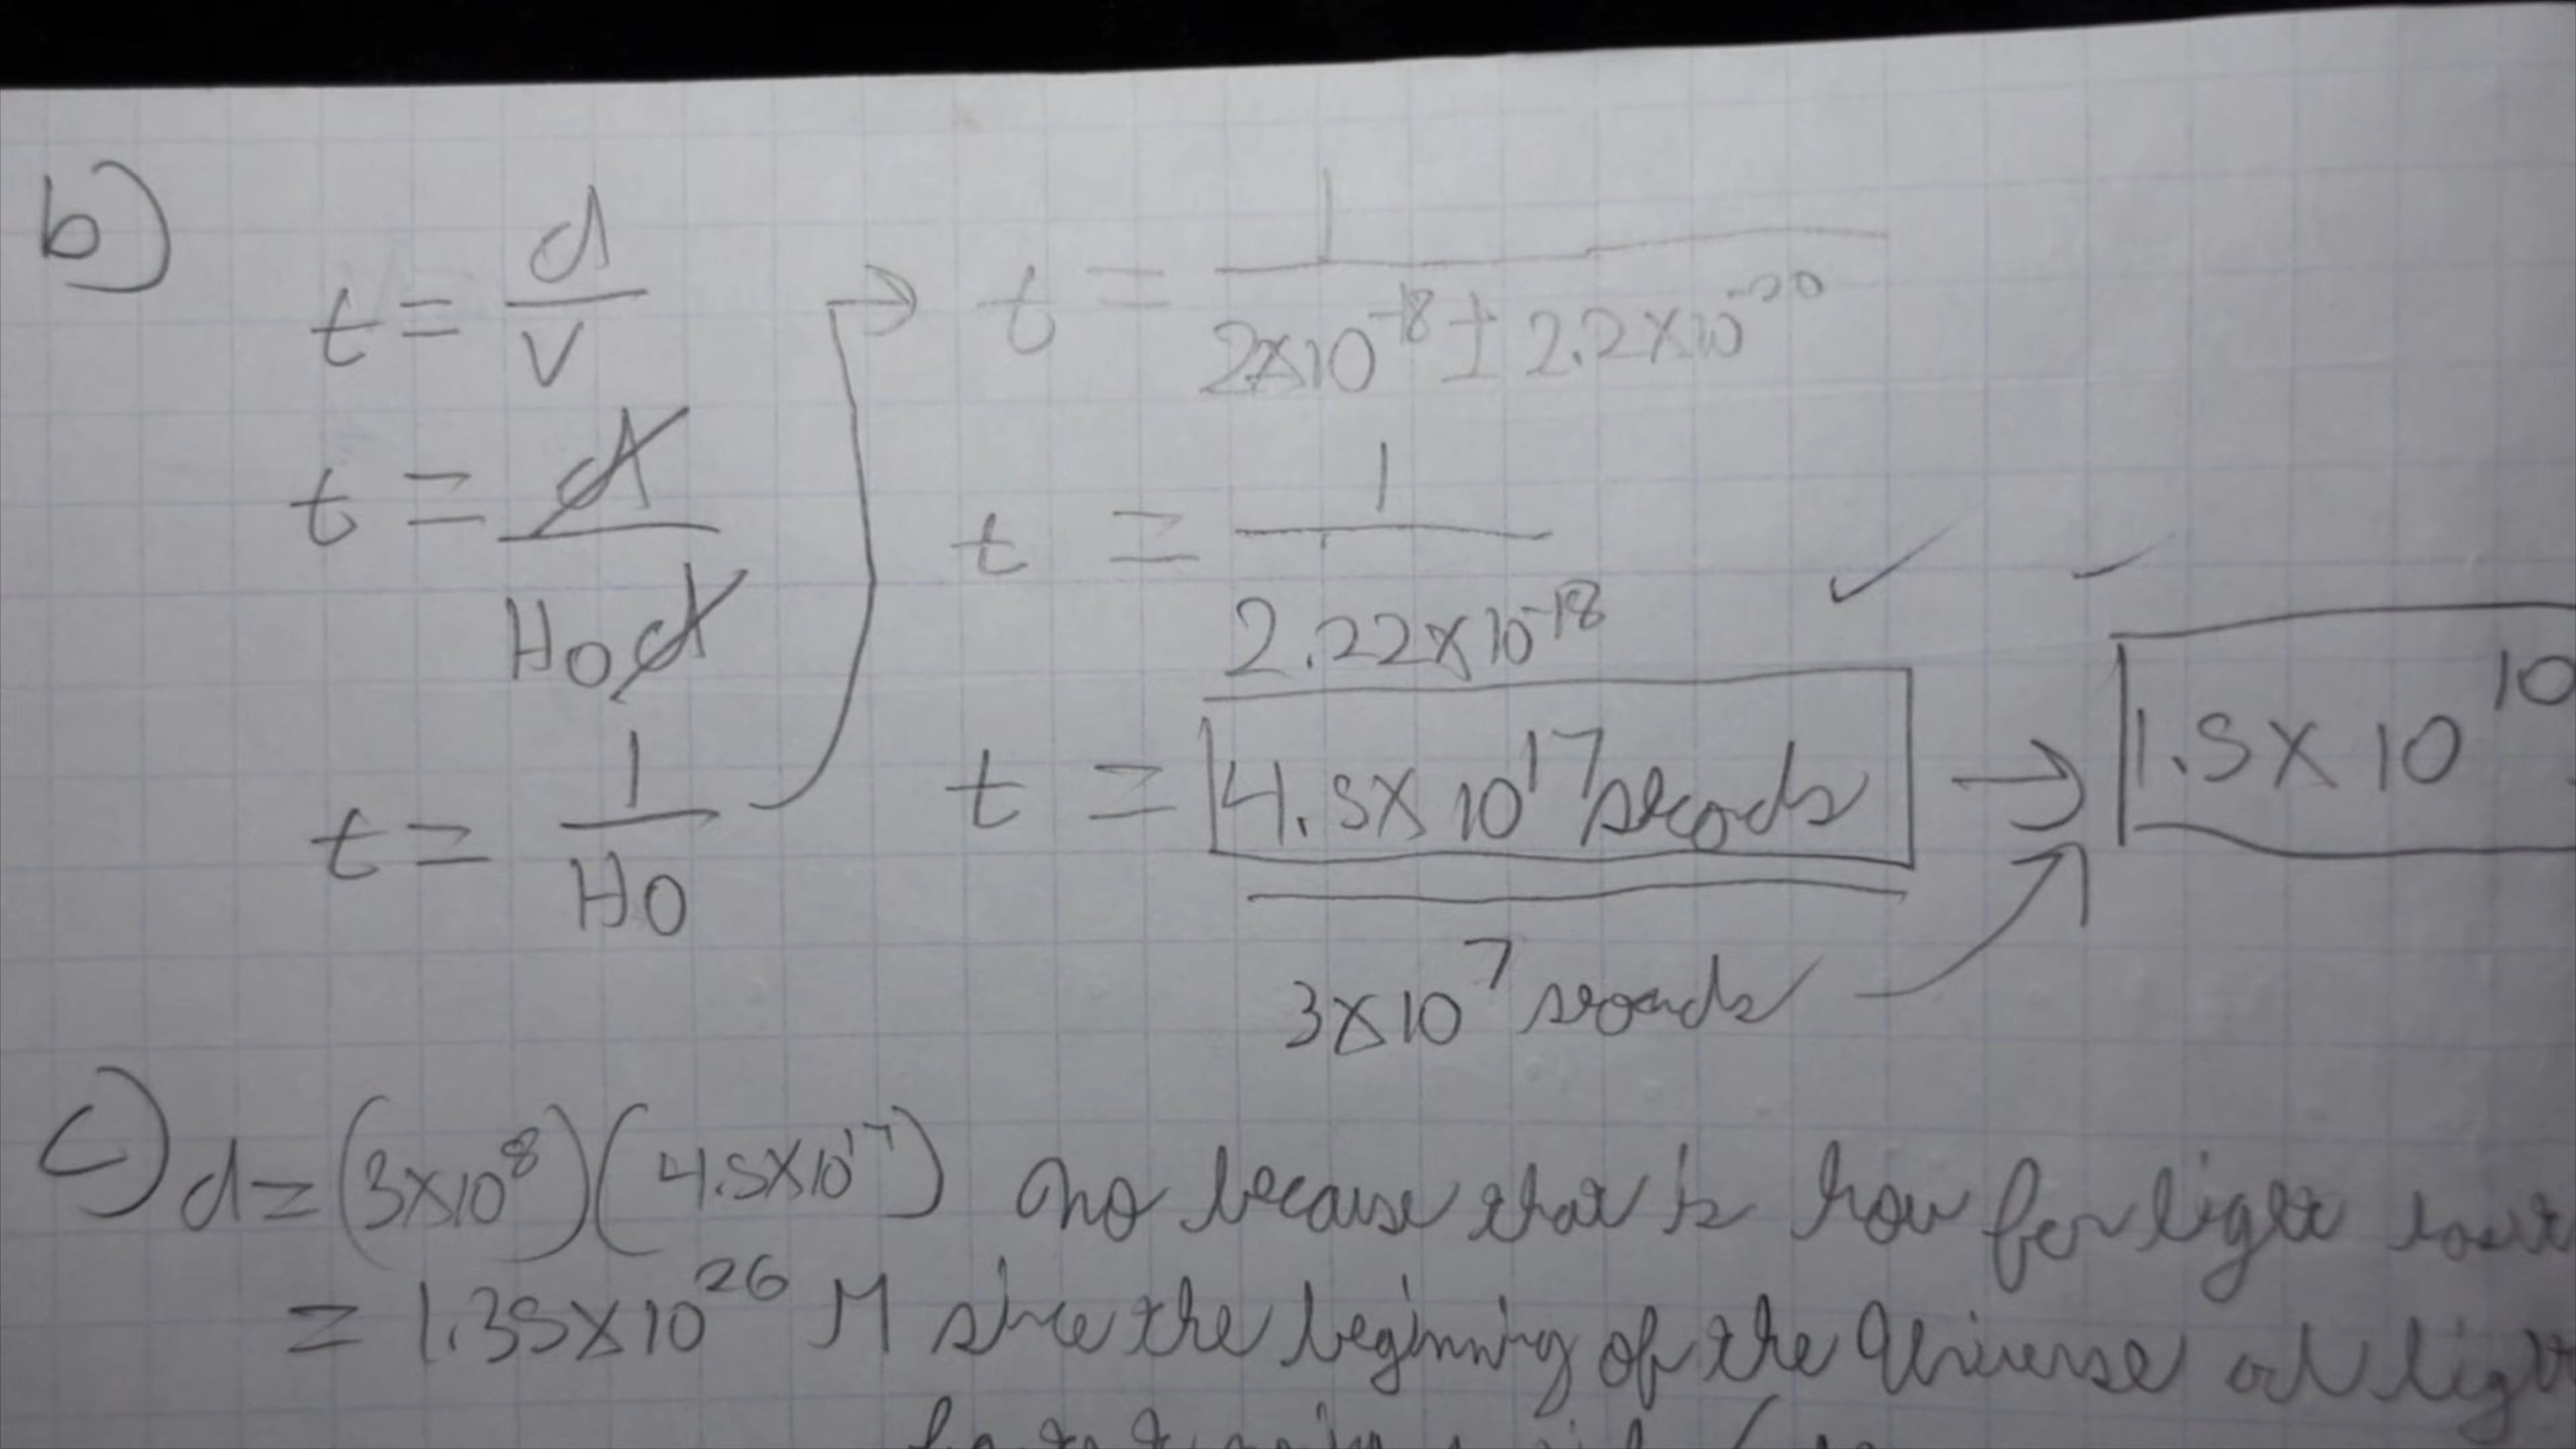 b)
t = d/v
t = d/H0d
t = 1/H0
→ t = 1/2x10^-18 ± 2.2x10^-20
t = 1/2.22x10^-18
t = 4.5x10^17 seconds → 1.5x10^10
3x10^7 seconds
c) d = (3x10^8)(4.5x10^17) no because that is how far light
= 1.35x10^26 M since the beginning of the Universe at light